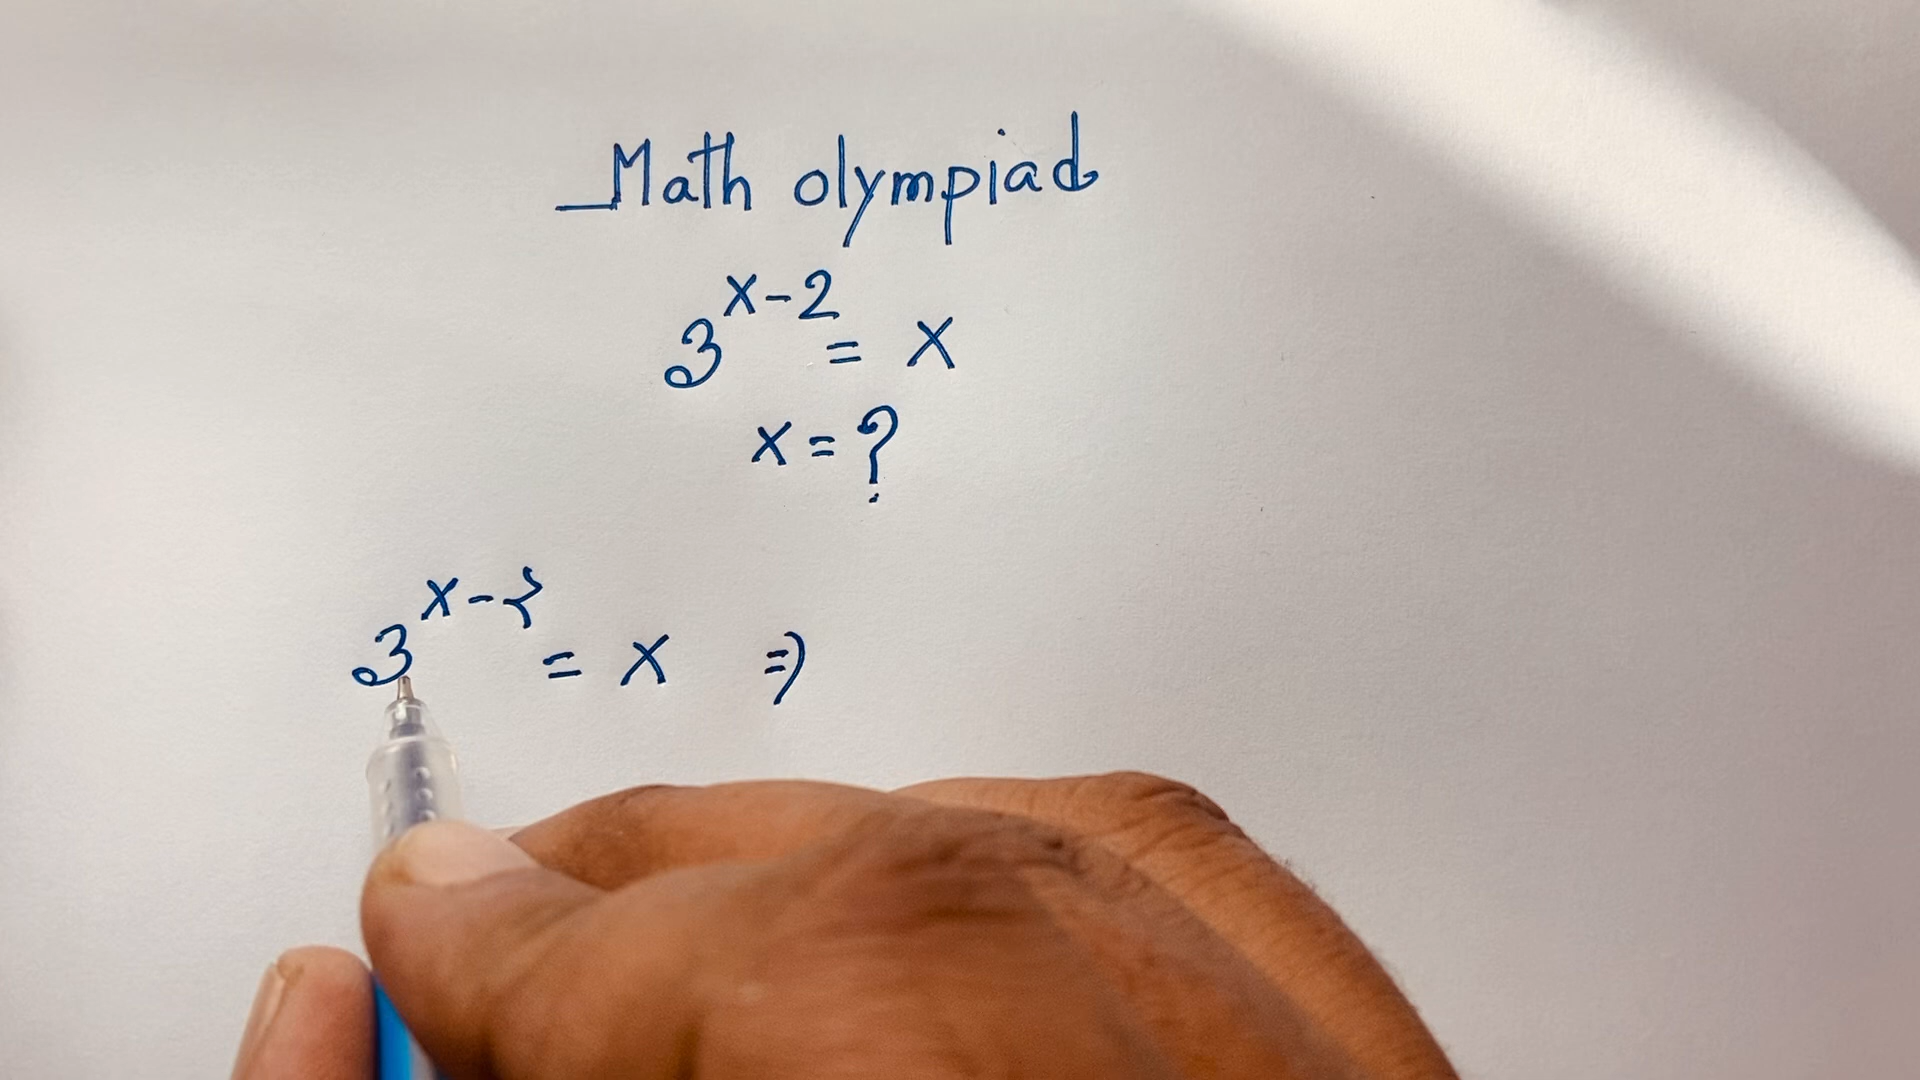 Math olympiad
3^{x-2} = x
x = ?
3^{x-2} = x ⇒